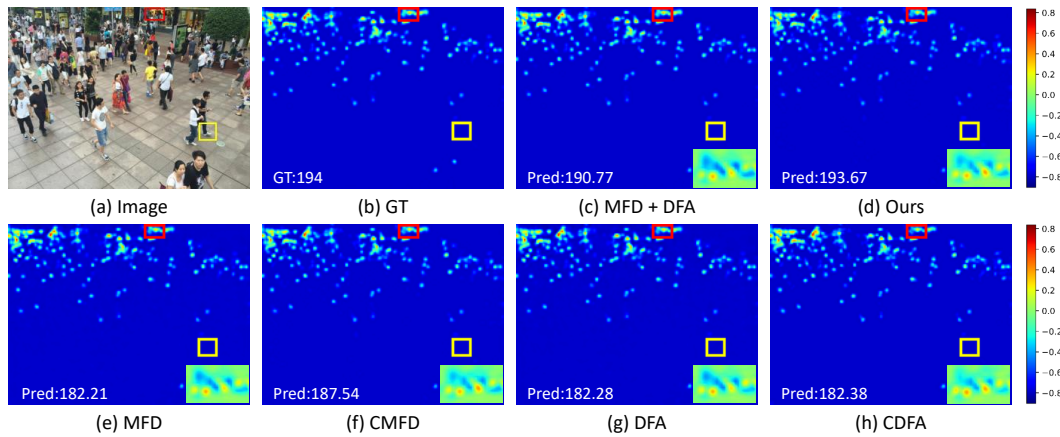 0.8
0.6
0.4
0.2
0.0
−0.2
−0.4
−0.6
−0.8
GT:194
Pred:190.77
Pred:193.67
(a) Image
(b) GT
(c) MFD + DFA
(d) Ours
0.8
0.6
0.4
0.2
0.0
−0.2
−0.4
−0.6
−0.8
Pred:182.21
Pred:187.54
Pred:182.28
Pred:182.38
(e) MFD
(f) CMFD
(g) DFA
(h) CDFA